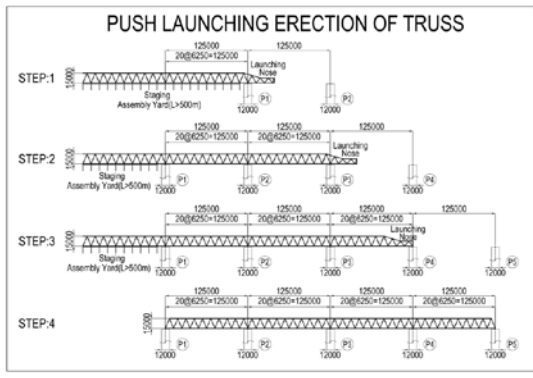 PUSH LAUNCHING ERECTION OF TRUSS
125000 125000
20@6250=125000 Launching
Nose
STEP:1
15000
Staging
Assembly Yard(L>500m)
P1 P2
12000 12000
125000 125000 125000
20@6250=125000 20@6250=125000 Launching
Nose
STEP:2
15000
Staging
Assembly Yard(L>500m)
P1 P2 P3 P4
12000 12000 12000 12000
125000 125000 125000 125000
20@6250=125000 20@6250=125000 20@6250=125000
Launching
Nose
STEP:3
15000
Staging
Assembly Yard(L>500m)
P1 P2 P3 P4 P5
12000 12000 12000 12000 12000
125000 125000 125000 125000
20@6250=125000 20@6250=125000 20@6250=125000 20@6250=125000
STEP:4
15000
P1 P2 P3 P4 P5
12000 12000 12000 12000 12000